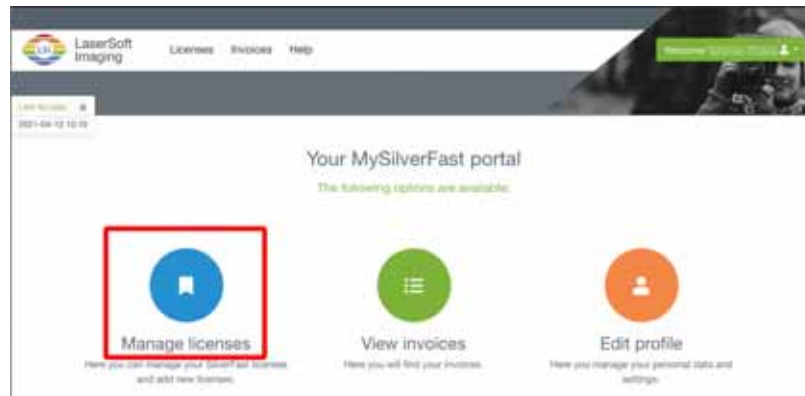 LaserSoft
Imaging
Licenses Invoices Help
Welcome
2021-04-12
Your MySilverFast portal
The following options are available:
Manage licenses
View invoices
Edit profile
Here you can manage your SilverFast licenses
and add new licenses.
Here you will find your invoices.
Here you manage your personal data and
settings.